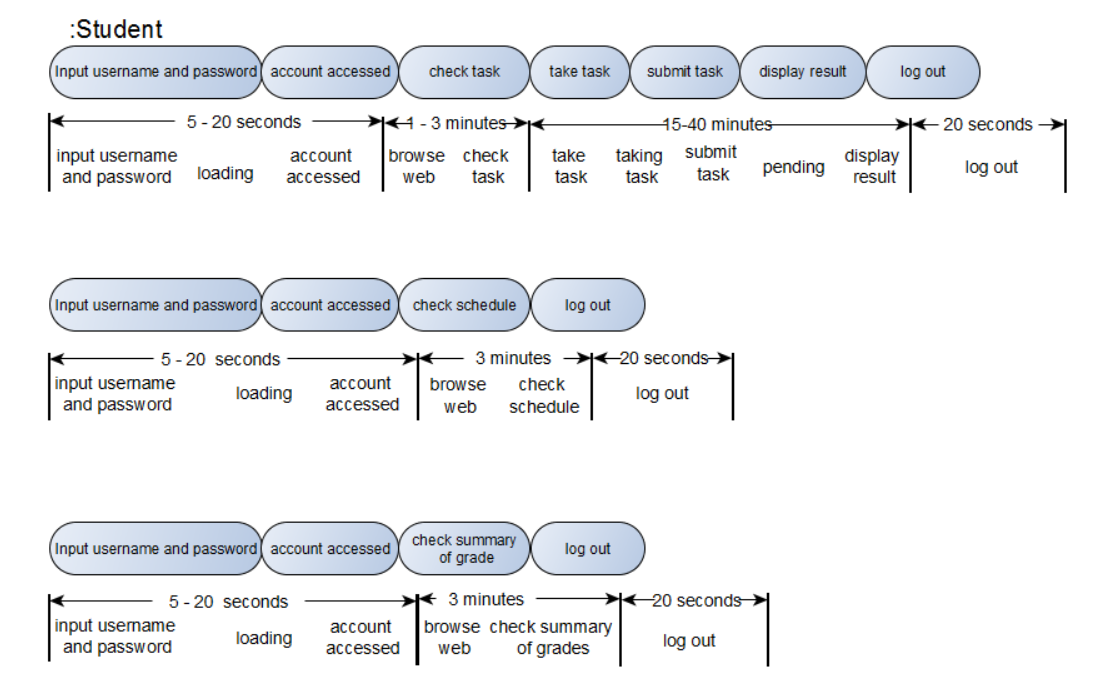 :Student
Input username and password account accessed check task take task submit task display result log out
5 - 20 seconds 1 - 3 minutes 15-40 minutes 20 seconds
input username
and password
loading
account
accessed
browse
web
check
task
take
task
taking
task
submit
task
pending
display
result
log out
Input username and password account accessed check schedule log out
5 - 20 seconds 3 minutes 20 seconds
input username
and password
loading
account
accessed
browse
web
check
schedule
log out
Input username and password account accessed check summary
of grade
log out
5 - 20 seconds 3 minutes 20 seconds
input username
and password
loading
account
accessed
browse
web
check summary
of grades
log out